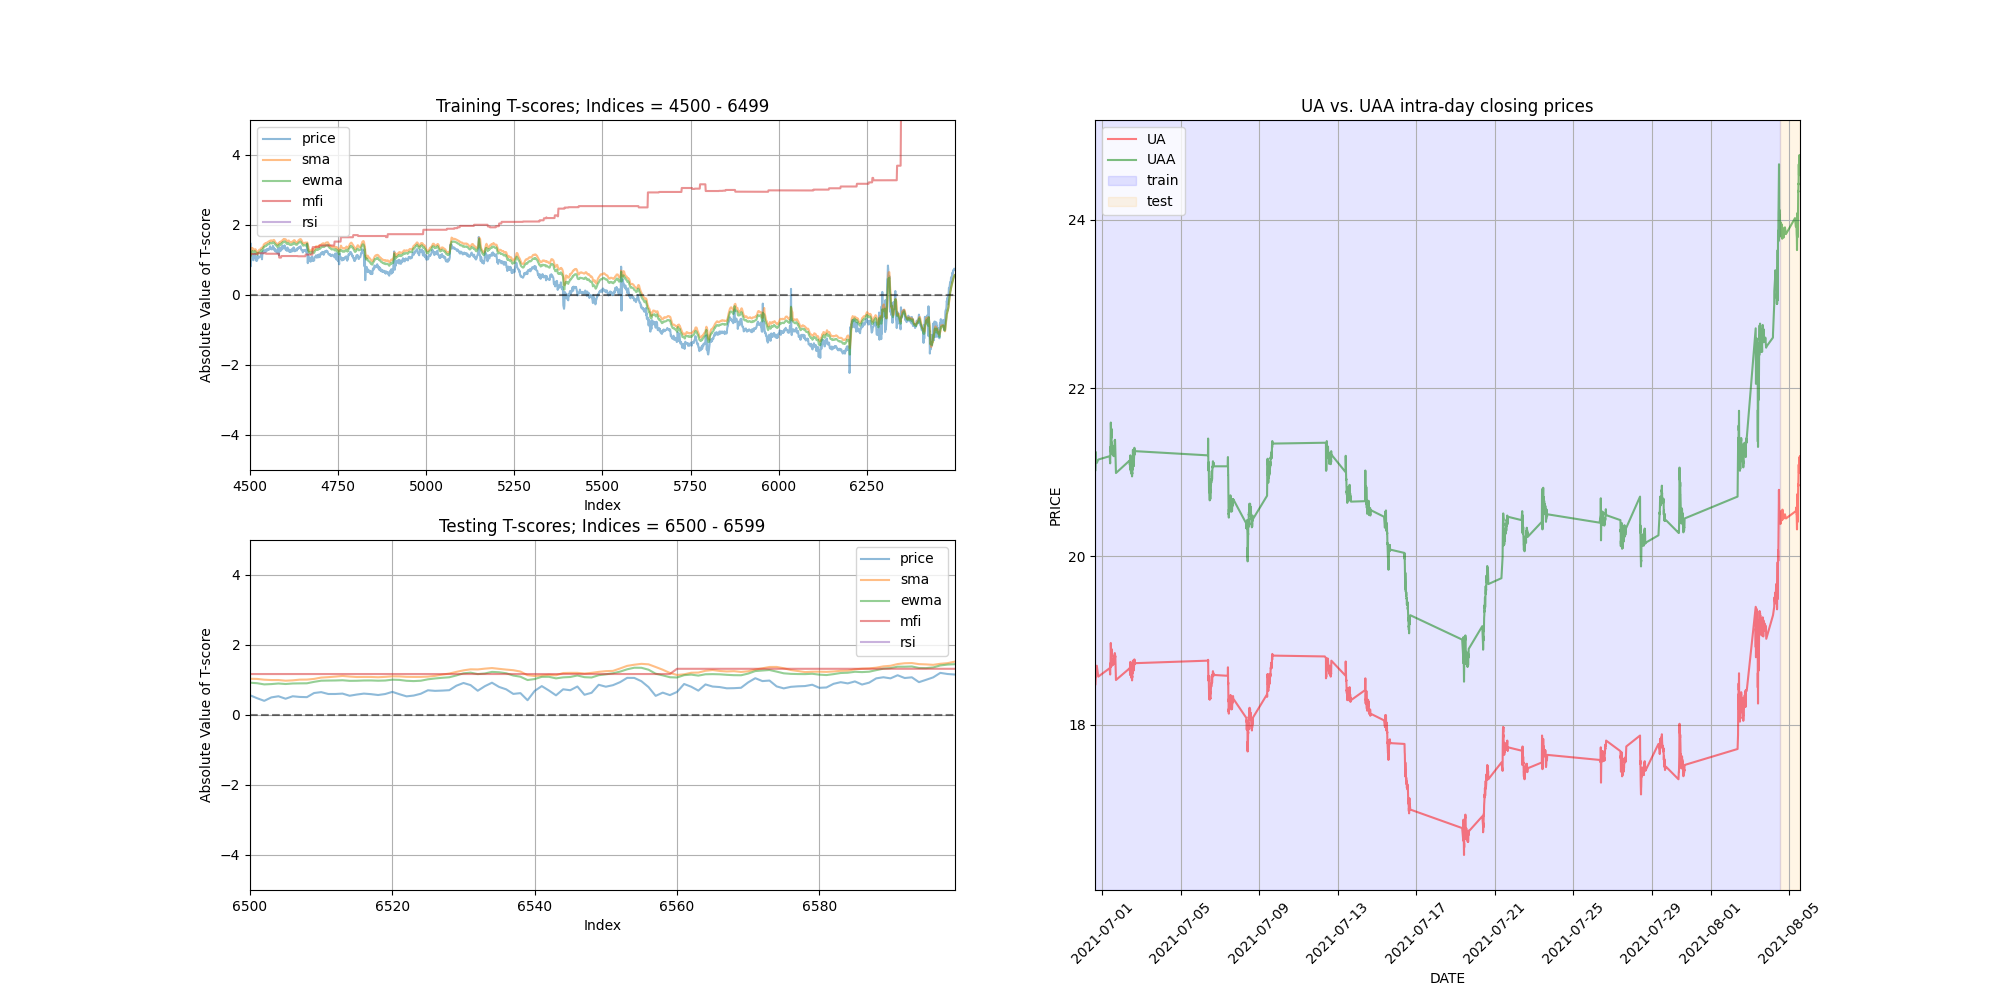 Training T-scores; Indices = 4500 - 6499
price
sma
ewma
mfi
rsi
Absolute Value of T-score
4
2
0
−2
−4
4500 4750 5000 5250 5500 5750 6000 6250
Index
Testing T-scores; Indices = 6500 - 6599
price
sma
ewma
mfi
rsi
Absolute Value of T-score
4
2
0
−2
−4
6500 6520 6540 6560 6580
Index
UA vs. UAA intra-day closing prices
UA
UAA
train
test
PRICE
24
22
20
18
2021-07-01 2021-07-05 2021-07-09 2021-07-13 2021-07-17 2021-07-21 2021-07-25 2021-07-29 2021-08-01 2021-08-05
DATE